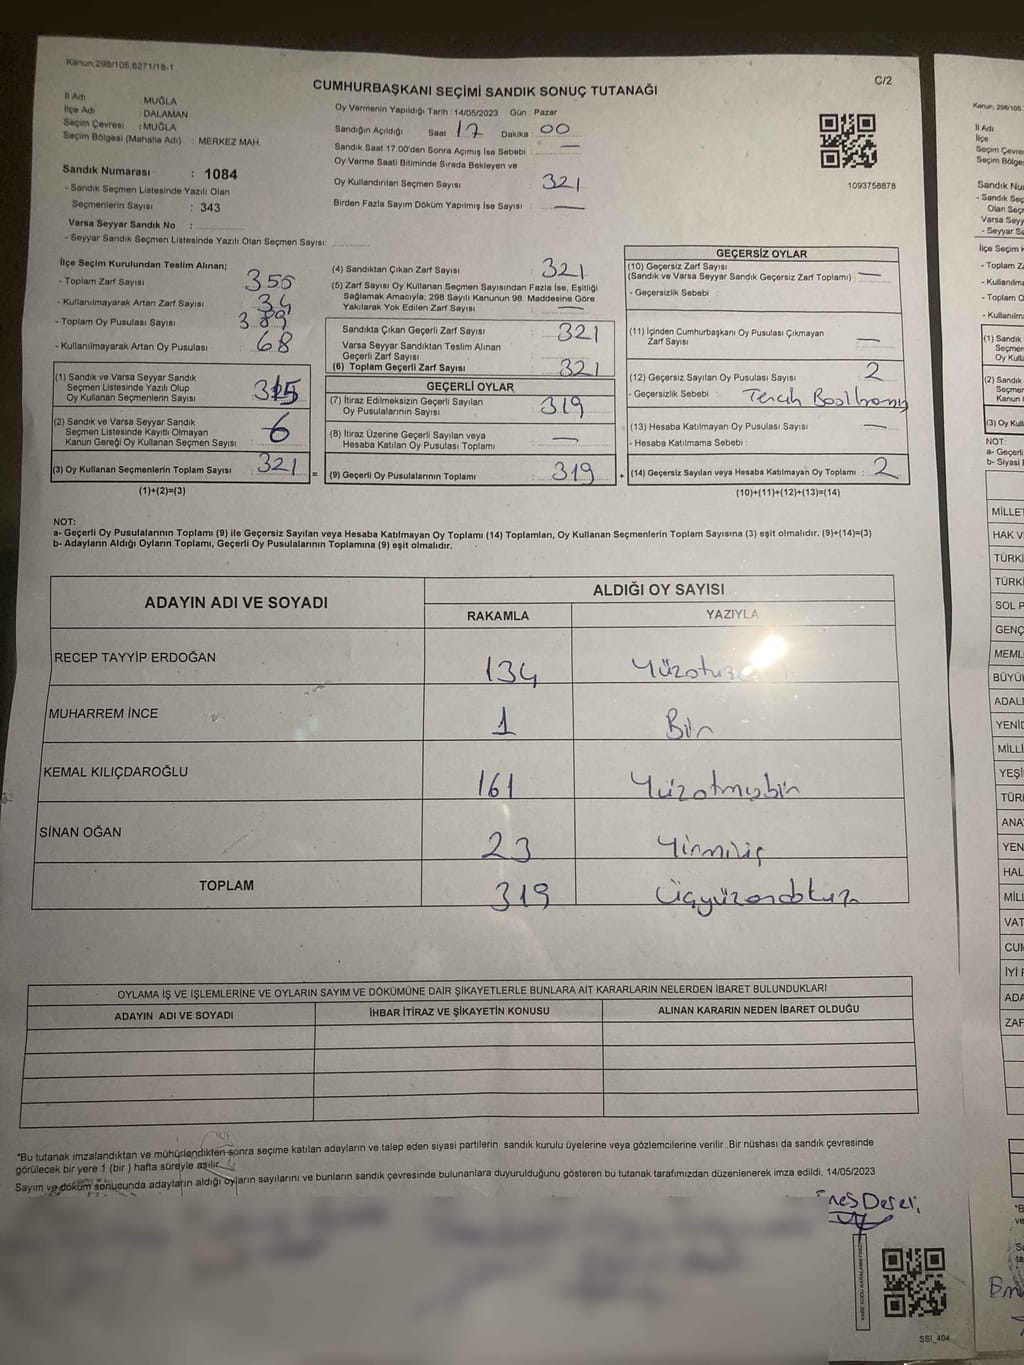 Kanun,298/106,6271/18-1
C/2
CUMHURBAŞKANI SEÇİMİ SANDIK SONUÇ TUTANAĞI
İl Adı : MUĞLA
İlçe Adı : DALAMAN
Seçim Çevresi : MUĞLA
Seçim Bölgesi (Mahalle Adı) : MERKEZ MAH.
Sandık Numarası : 1084
- Sandık Seçmen Listesinde Yazılı Olan
Seçmenlerin Sayısı : 343
Varsa Seyyar Sandık No :
- Seyyar Sandık Seçmen Listesinde Yazılı Olan Seçmen Sayısı:
Oy Vermenin Yapıldığı Tarih :14/05/2023 Gün : Pazar
Sandığın Açıldığı Saat 17 Dakika : 00
Sandık Saat 17:00'den Sonra Açımış İse Sebebi : —
Oy Verme Saati Bitiminde Sırada Bekleyen ve
Oy Kullandırılan Seçmen Sayısı : 321
Birden Fazla Sayım Döküm Yapılmış İse Sayısı : —
1093758878
İlçe Seçim Kurulundan Teslim Alınan;
- Toplam Zarf Sayısı : 350
- Kullanılmayarak Artan Zarf Sayısı : 34
- Toplam Oy Pusulası Sayısı : 389
- Kullanılmayarak Artan Oy Pusulası : 68
(1) Sandık ve Varsa Seyyar Sandık
Seçmen Listesinde Yazılı Olup
Oy Kullanan Seçmenlerin Sayısı : 315
(2) Sandık ve Varsa Seyyar Sandık
Seçmen Listesinde Kayıtlı Olmayan
Kanun Gereği Oy Kullanan Seçmen Sayısı : 6
(3) Oy Kullanan Seçmenlerin Toplam Sayısı : 321
(1)+(2)=(3)
(4) Sandıktan Çıkan Zarf Sayısı : 321
(5) Zarf Sayısı Oy Kullanan Seçmen Sayısından Fazla İse, Eşitliği
Sağlamak Amacıyla; 298 Sayılı Kanunun 98. Maddesine Göre
Yakılarak Yok Edilen Zarf Sayısı : —
Sandıkta Çıkan Geçerli Zarf Sayısı : 321
Varsa Seyyar Sandıktan Teslim Alınan
Geçerli Zarf Sayısı
(6) Toplam Geçerli Zarf Sayısı : 321
GEÇERLİ OYLAR
(7) İtiraz Edilmeksizin Geçerli Sayılan
Oy Pusulalarının Sayısı : 319
(8) İtiraz Üzerine Geçerli Sayılan veya
Hesaba Katılan Oy Pusulaları Toplamı : —
= (9) Geçerli Oy Pusulalarının Toplamı : 319
GEÇERSİZ OYLAR
(10) Geçersiz Zarf Sayısı
(Sandık ve Varsa Seyyar Sandık Geçersiz Zarf Toplamı) : —
- Geçersizlik Sebebi :
(11) İçinden Cumhurbaşkanı Oy Pusulası Çıkmayan
Zarf Sayısı : —
(12) Geçersiz Sayılan Oy Pusulası Sayısı : 2
- Geçersizlik Sebebi : Tercih
(13) Hesaba Katılmayan Oy Pusulası Sayısı : —
- Hesaba Katılmama Sebebi :
+ (14) Geçersiz Sayılan veya Hesaba Katılmayan Oy Toplamı : 2
(10)+(11)+(12)+(13)=(14)
NOT:
a- Geçerli Oy Pusulalarının Toplamı (9) ile Geçersiz Sayılan veya Hesaba Katılmayan Oy Toplamı (14) Toplamları, Oy Kullanan Seçmenlerin Toplam Sayısına (3) eşit olmalıdır. (9)+(14)=(3)
b- Adayların Aldığı Oyların Toplamı, Geçerli Oy Pusulalarının Toplamına (9) eşit olmalıdır.
ADAYIN ADI VE SOYADI
ALDIĞI OY SAYISI
RAKAMLA YAZIYLA
RECEP TAYYİP ERDOĞAN 134
MUHARREM İNCE 1 Bir
KEMAL KILIÇDAROĞLU 161 Yüzatmışbir
SİNAN OĞAN 23 Yirmiüç
TOPLAM 319 Üçyüzondokuz
OYLAMA İŞ VE İŞLEMLERİNE VE OYLARIN SAYIM VE DÖKÜMÜNE DAİR ŞİKAYETLERLE BUNLARA AİT KARARLARIN NELERDEN İBARET BULUNDUKLARI
ADAYIN ADI VE SOYADI İHBAR İTİRAZ VE ŞİKAYETİN KONUSU ALINAN KARARIN NEDEN İBARET OLDUĞU
"Bu tutanak imzalandıktan ve mühürlendikten sonra seçime katılan adayların ve talep eden siyasi partilerin sandık kurulu üyelerine veya gözlemcilerine verilir .Bir nüshası da sandık çevresinde
görülecek bir yere 1 (bir ) hafta süreyle asılır.
Sayım ve döküm sonucunda adayların aldığı oyların sayılarını ve bunların sandık çevresinde bulunanlara duyurulduğunu gösteren bu tutanak tarafımızdan düzenlenerek imza edildi. 14/05/2023
Enes Dereli
KARE KODU KARALAMAYINIZ
SSI_404